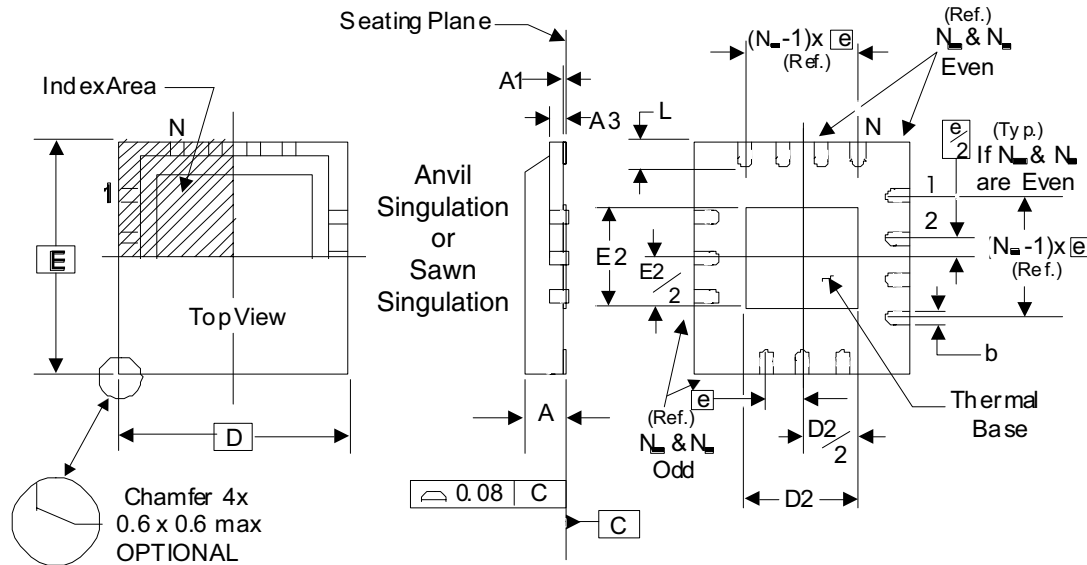 Seating Plane
(Ref.)
(N -1)x e
(Ref.)
N & N
Even
A1
IndexArea
A3
L
N
N
e/2
(Typ.)
If N & N
are Even
1
1
2
Anvil
Singulation
or
Sawn
Singulation
E2
E2/2
(N -1)x e
(Ref.)
E
TopView
b
e
Thermal
Base
A
(Ref.)
N & N
Odd
D2/2
D
D2
0.08 C
C
Chamfer 4x
0.6 x 0.6 max
OPTIONAL